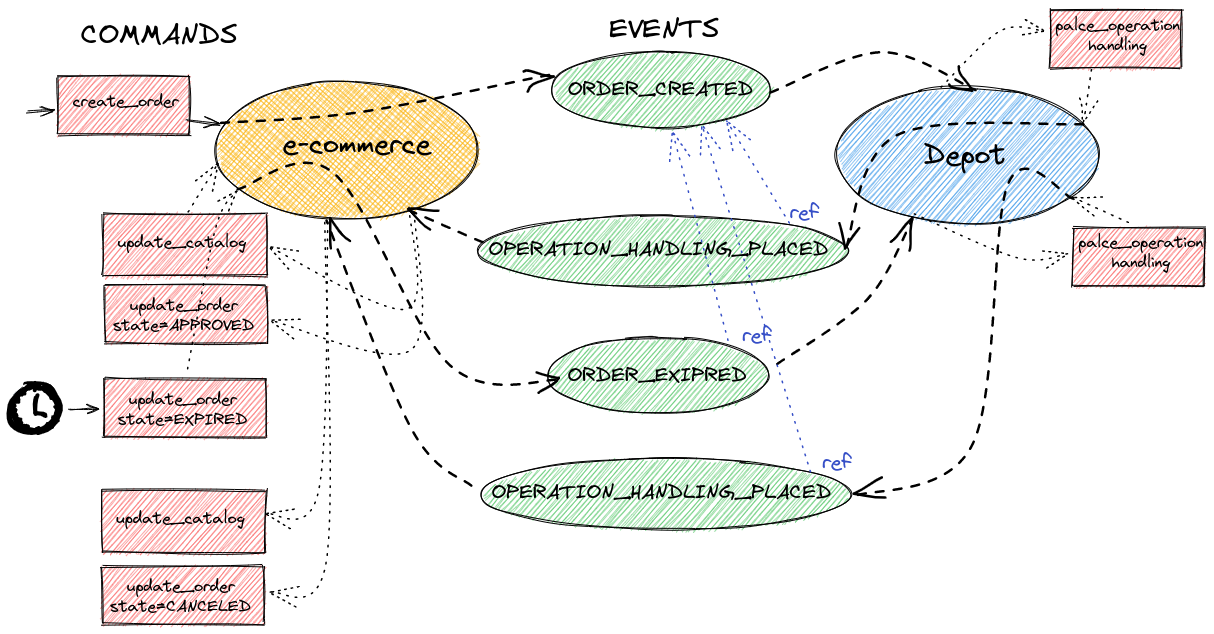 COMMANDS
EVENTS
palce_operation
handling
create_order
ORDER_CREATED
e-commerce
Depot
ref
update_catalog
OPERATION_HANDLING_PLACED
palce_operation
handling
update_order
state=APPROVED
ref
ORDER_EXIPRED
update_order
state=EXPIRED
ref
OPERATION_HANDLING_PLACED
update_catalog
update_order
state=CANCELED